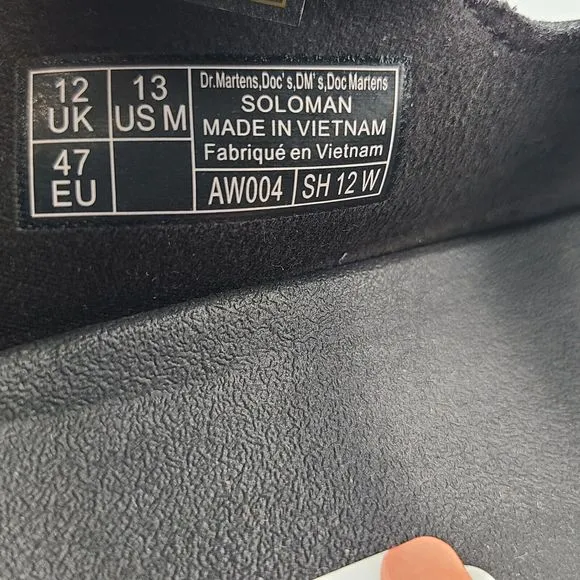 12 UK
13 US M
47 EU
Dr.Martens,Doc's,DM's,Doc Martens
SOLOMAN
MADE IN VIETNAM
Fabriqué en Vietnam
AW004 SH 12 W